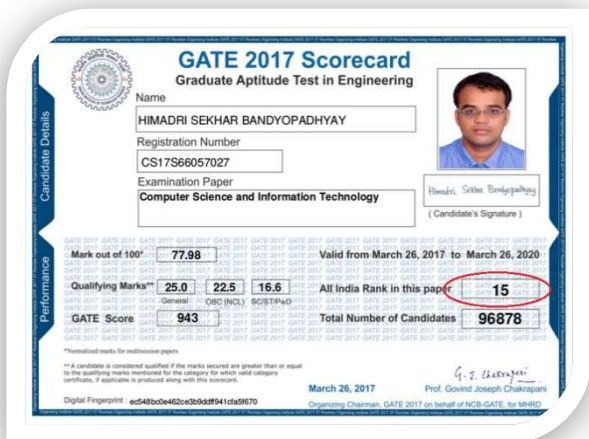 GATE 2017 Scorecard
Graduate Aptitude Test in Engineering
Candidate Details
Name
HIMADRI SEKHAR BANDYOPADHYAY
Registration Number
CS17S66057027
Examination Paper
Computer Science and Information Technology
Himadri Sekhar Bandyopadhyay
( Candidate's Signature )
Performance
Mark out of 100* 77.98 Valid from March 26, 2017 to March 26, 2020
Qualifying Marks** 25.0 22.5 16.6 All India Rank in this paper 15
General OBC (NCL) SC/ST/PwD
GATE Score 943 Total Number of Candidates 96878
*Normalized marks for multisession papers
** A candidate is considered qualified if the marks secured are greater than or equal
to the qualifying marks mentioned for the category for which valid category
certificate, if applicable is produced along with this scorecard.
G. J. Chakrapani
March 26, 2017 Prof. Govind Joseph Chakrapani
Digital Fingerprint : ec548bc0e462ce3b9ddff941cfa5f670
Organizing Chairman, GATE 2017 on behalf of NCB-GATE, for MHRD